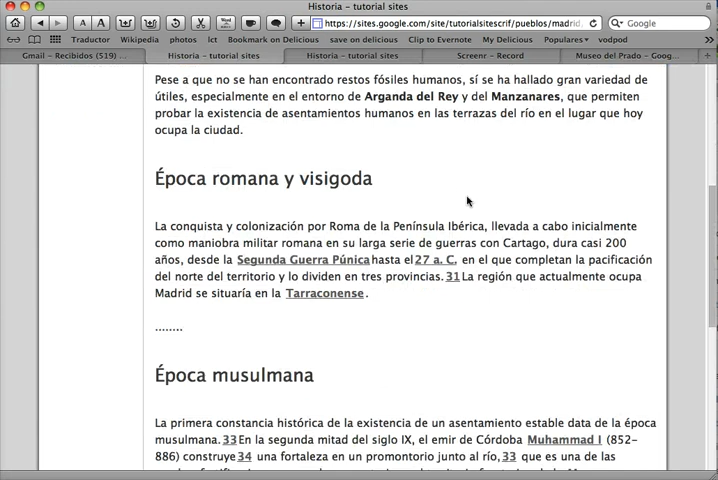 Historia – tutorial sites
A A Word https://sites.google.com/site/tutorialsitescrif/pueblos/madrid. Google
Traductor Wikipedia photos lct Bookmark on Delicious save on delicious Clip to Evernote My Delicious Populares vodpod
Gmail – Recibidos (519) ... Historia – tutorial sites Historia – tutorial sites Screenr – Record Museo del Prado – Goog...
Pese a que no se han encontrado restos fósiles humanos, sí se ha hallado gran variedad de
útiles, especialmente en el entorno de Arganda del Rey y del Manzanares, que permiten
probar la existencia de asentamientos humanos en las terrazas del río en el lugar que hoy
ocupa la ciudad.
Época romana y visigoda
La conquista y colonización por Roma de la Península Ibérica, llevada a cabo inicialmente
como maniobra militar romana en su larga serie de guerras con Cartago, dura casi 200
años, desde la Segunda Guerra Púnica hasta el 27 a. C. en el que completan la pacificación
del norte del territorio y lo dividen en tres provincias. 31 La región que actualmente ocupa
Madrid se situaría en la Tarraconense.
........
Época musulmana
La primera constancia histórica de la existencia de un asentamiento estable data de la época
musulmana. 33 En la segunda mitad del siglo IX, el emir de Córdoba Muhammad I (852–
886) construye 34 una fortaleza en un promontorio junto al río, 33 que es una de las